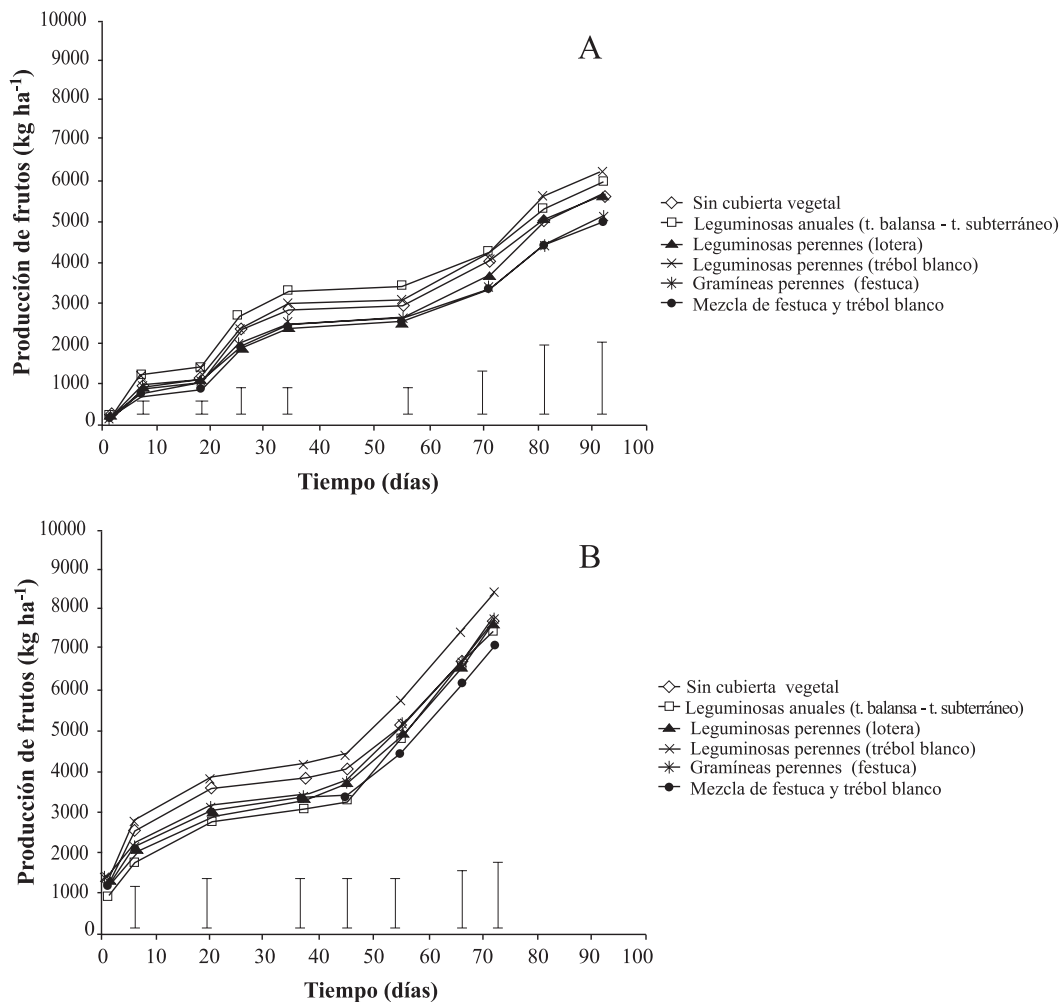 A
Producción de frutos (kg ha-1)
10000
9000
8000
7000
6000
5000
4000
3000
2000
1000
0
0 10 20 30 40 50 60 70 80 90 100
Tiempo (días)
Sin cubierta vegetal
Leguminosas anuales (t. balansa - t. subterráneo)
Leguminosas perennes (lotera)
Leguminosas perennes (trébol blanco)
Gramíneas perennes (festuca)
Mezcla de festuca y trébol blanco
B
Producción de frutos (kg ha-1)
10000
9000
8000
7000
6000
5000
4000
3000
2000
1000
0
0 10 20 30 40 50 60 70 80 90 100
Tiempo (días)
Sin cubierta vegetal
Leguminosas anuales (t. balansa - t. subterráneo)
Leguminosas perennes (lotera)
Leguminosas perennes (trébol blanco)
Gramíneas perennes (festuca)
Mezcla de festuca y trébol blanco